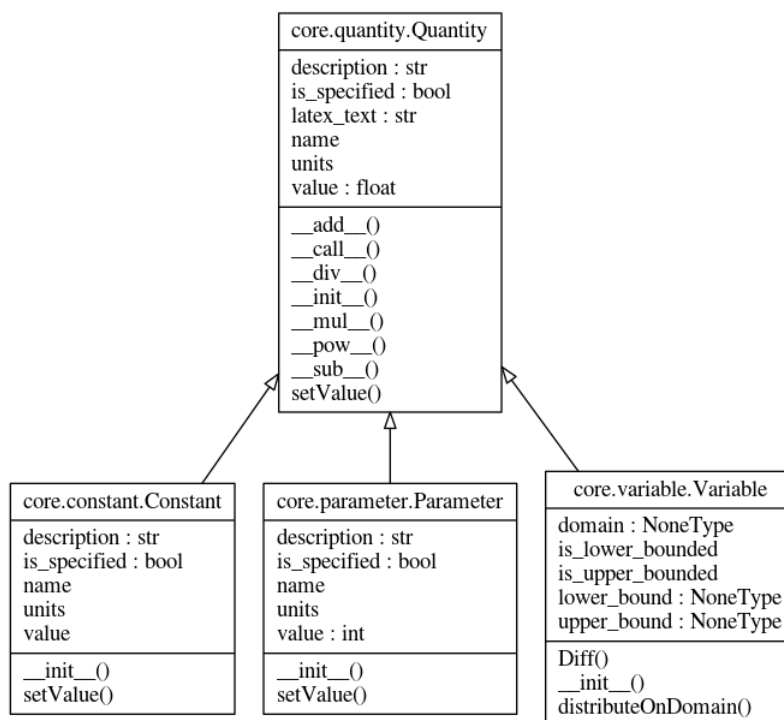 core.quantity.Quantity
description : str
is_specified : bool
latex_text : str
name
units
value : float
__add__()
__call__()
__div__()
__init__()
__mul__()
__pow__()
__sub__()
setValue()
core.constant.Constant
description : str
is_specified : bool
name
units
value
__init__()
setValue()
core.parameter.Parameter
description : str
is_specified : bool
name
units
value : int
__init__()
setValue()
core.variable.Variable
domain : NoneType
is_lower_bounded
is_upper_bounded
lower_bound : NoneType
upper_bound : NoneType
Diff()
__init__()
distributeOnDomain()